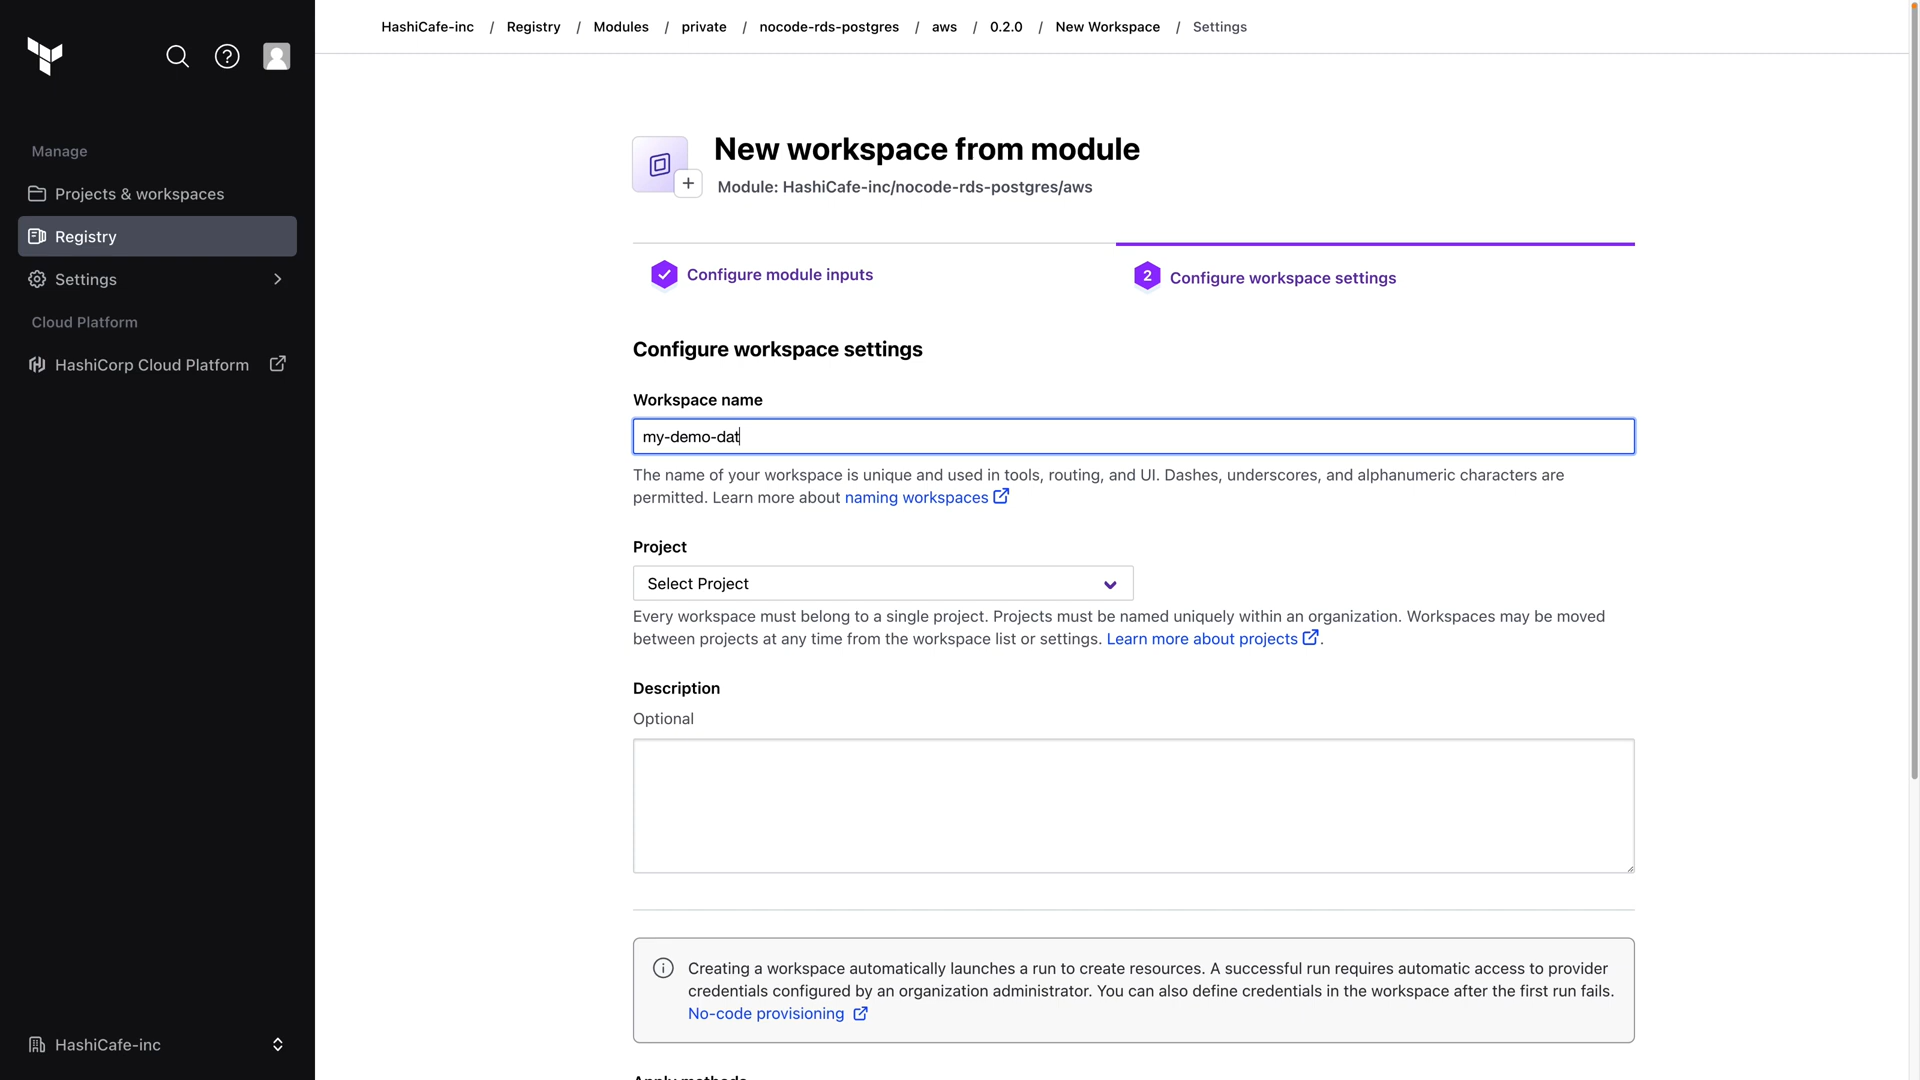 HashiCafe-inc / Registry / Modules / private / nocode-rds-postgres / aws / 0.2.0 / New Workspace / Settings
Manage
Projects & workspaces
Registry
Settings
Cloud Platform
HashiCorp Cloud Platform
HashiCafe-inc
New workspace from module
Module: HashiCafe-inc/nocode-rds-postgres/aws
Configure module inputs
2 Configure workspace settings
Configure workspace settings
Workspace name
my-demo-dat
The name of your workspace is unique and used in tools, routing, and UI. Dashes, underscores, and alphanumeric characters are
permitted. Learn more about naming workspaces
Project
Select Project
Every workspace must belong to a single project. Projects must be named uniquely within an organization. Workspaces may be moved
between projects at any time from the workspace list or settings. Learn more about projects .
Description
Optional
Creating a workspace automatically launches a run to create resources. A successful run requires automatic access to provider
credentials configured by an organization administrator. You can also define credentials in the workspace after the first run fails.
No-code provisioning
Apply methods